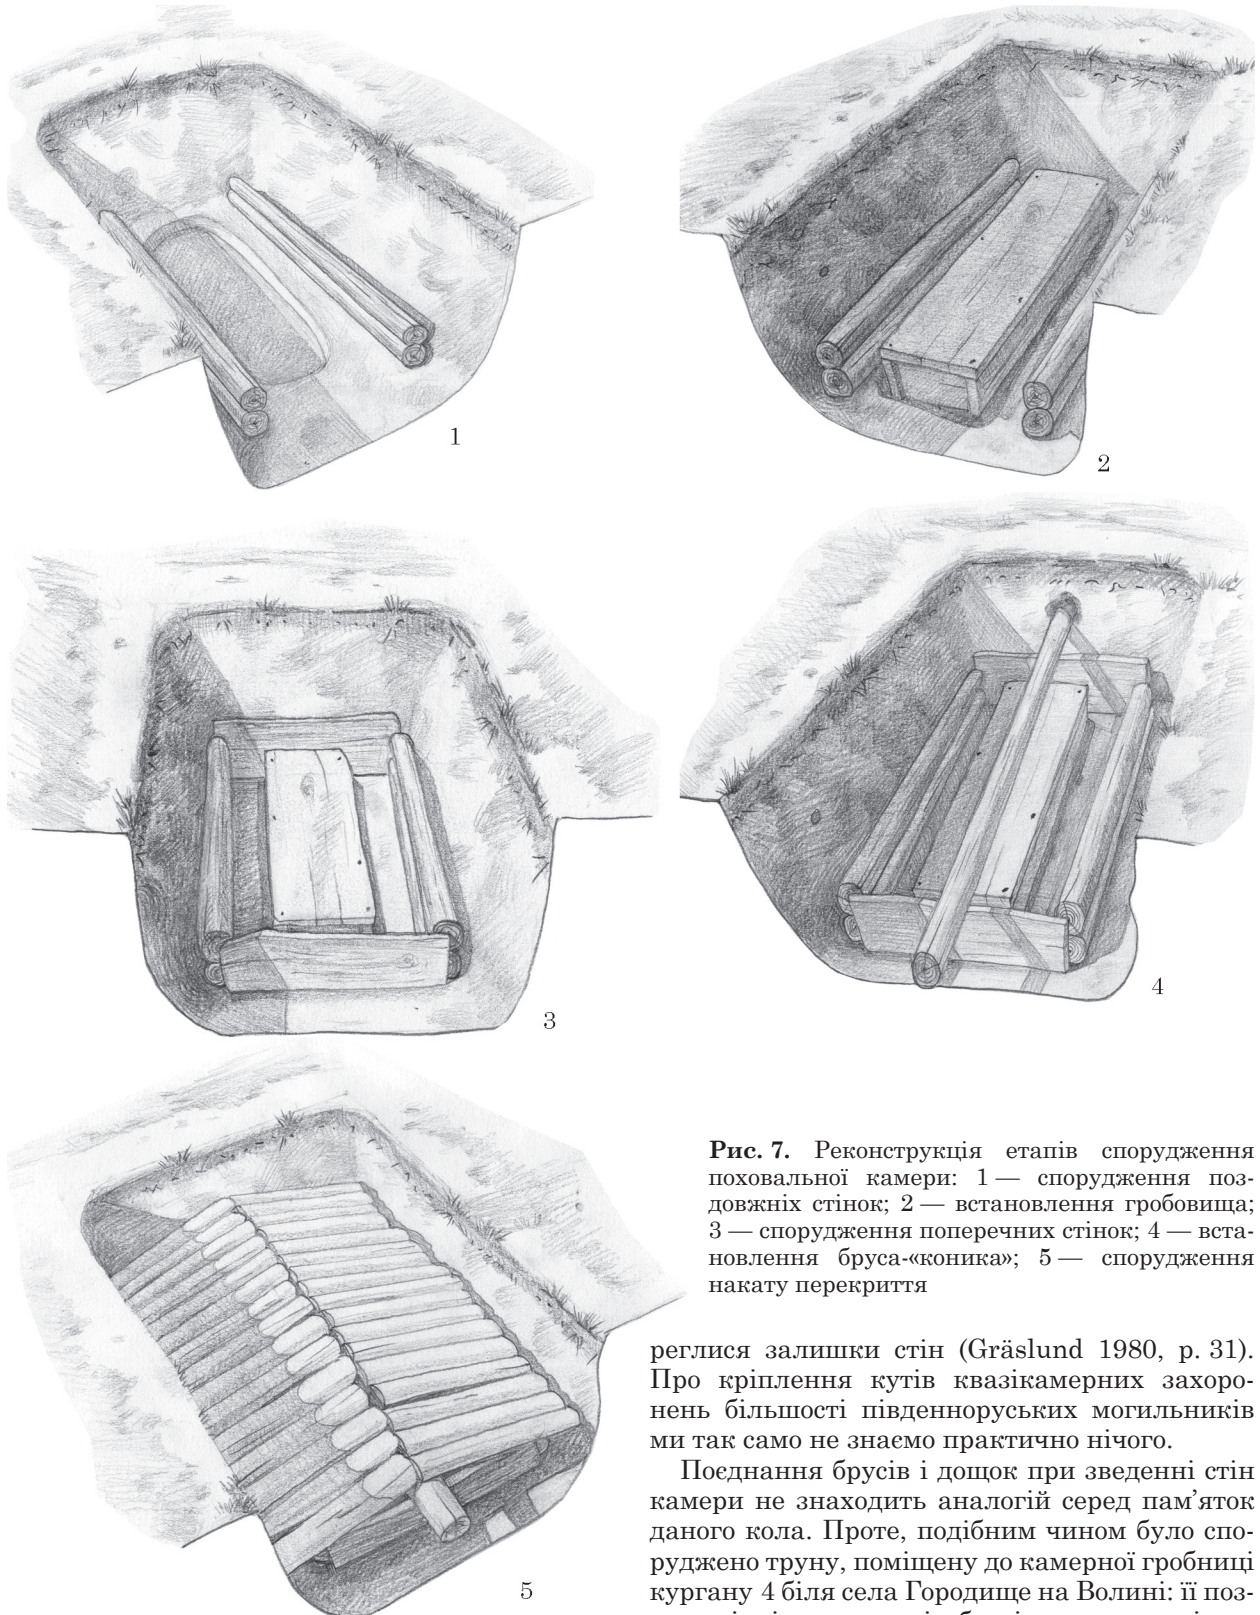 1
2
3
4
5
Рис. 7. Реконструкція етапів спорудження
поховальної камери: 1 — спорудження поз-
довжніх стінок; 2 — встановлення гробовища;
3 — спорудження поперечних стінок; 4 — вста-
новлення бруса-«коника»; 5 — спорудження
накату перекриття
реглися залишки стін (Gräslund 1980, p. 31).
Про кріплення кутів квазікамерних захоро-
нень більшості південноруських могильників
ми так само не знаємо практично нічого.
Поєднання брусів і дощок при зведенні стін
камери не знаходить аналогій серед пам’яток
даного кола. Проте, подібним чином було спо-
руджено труну, поміщену до камерної гробниці
кургану 4 біля села Городище на Волині: її поз-